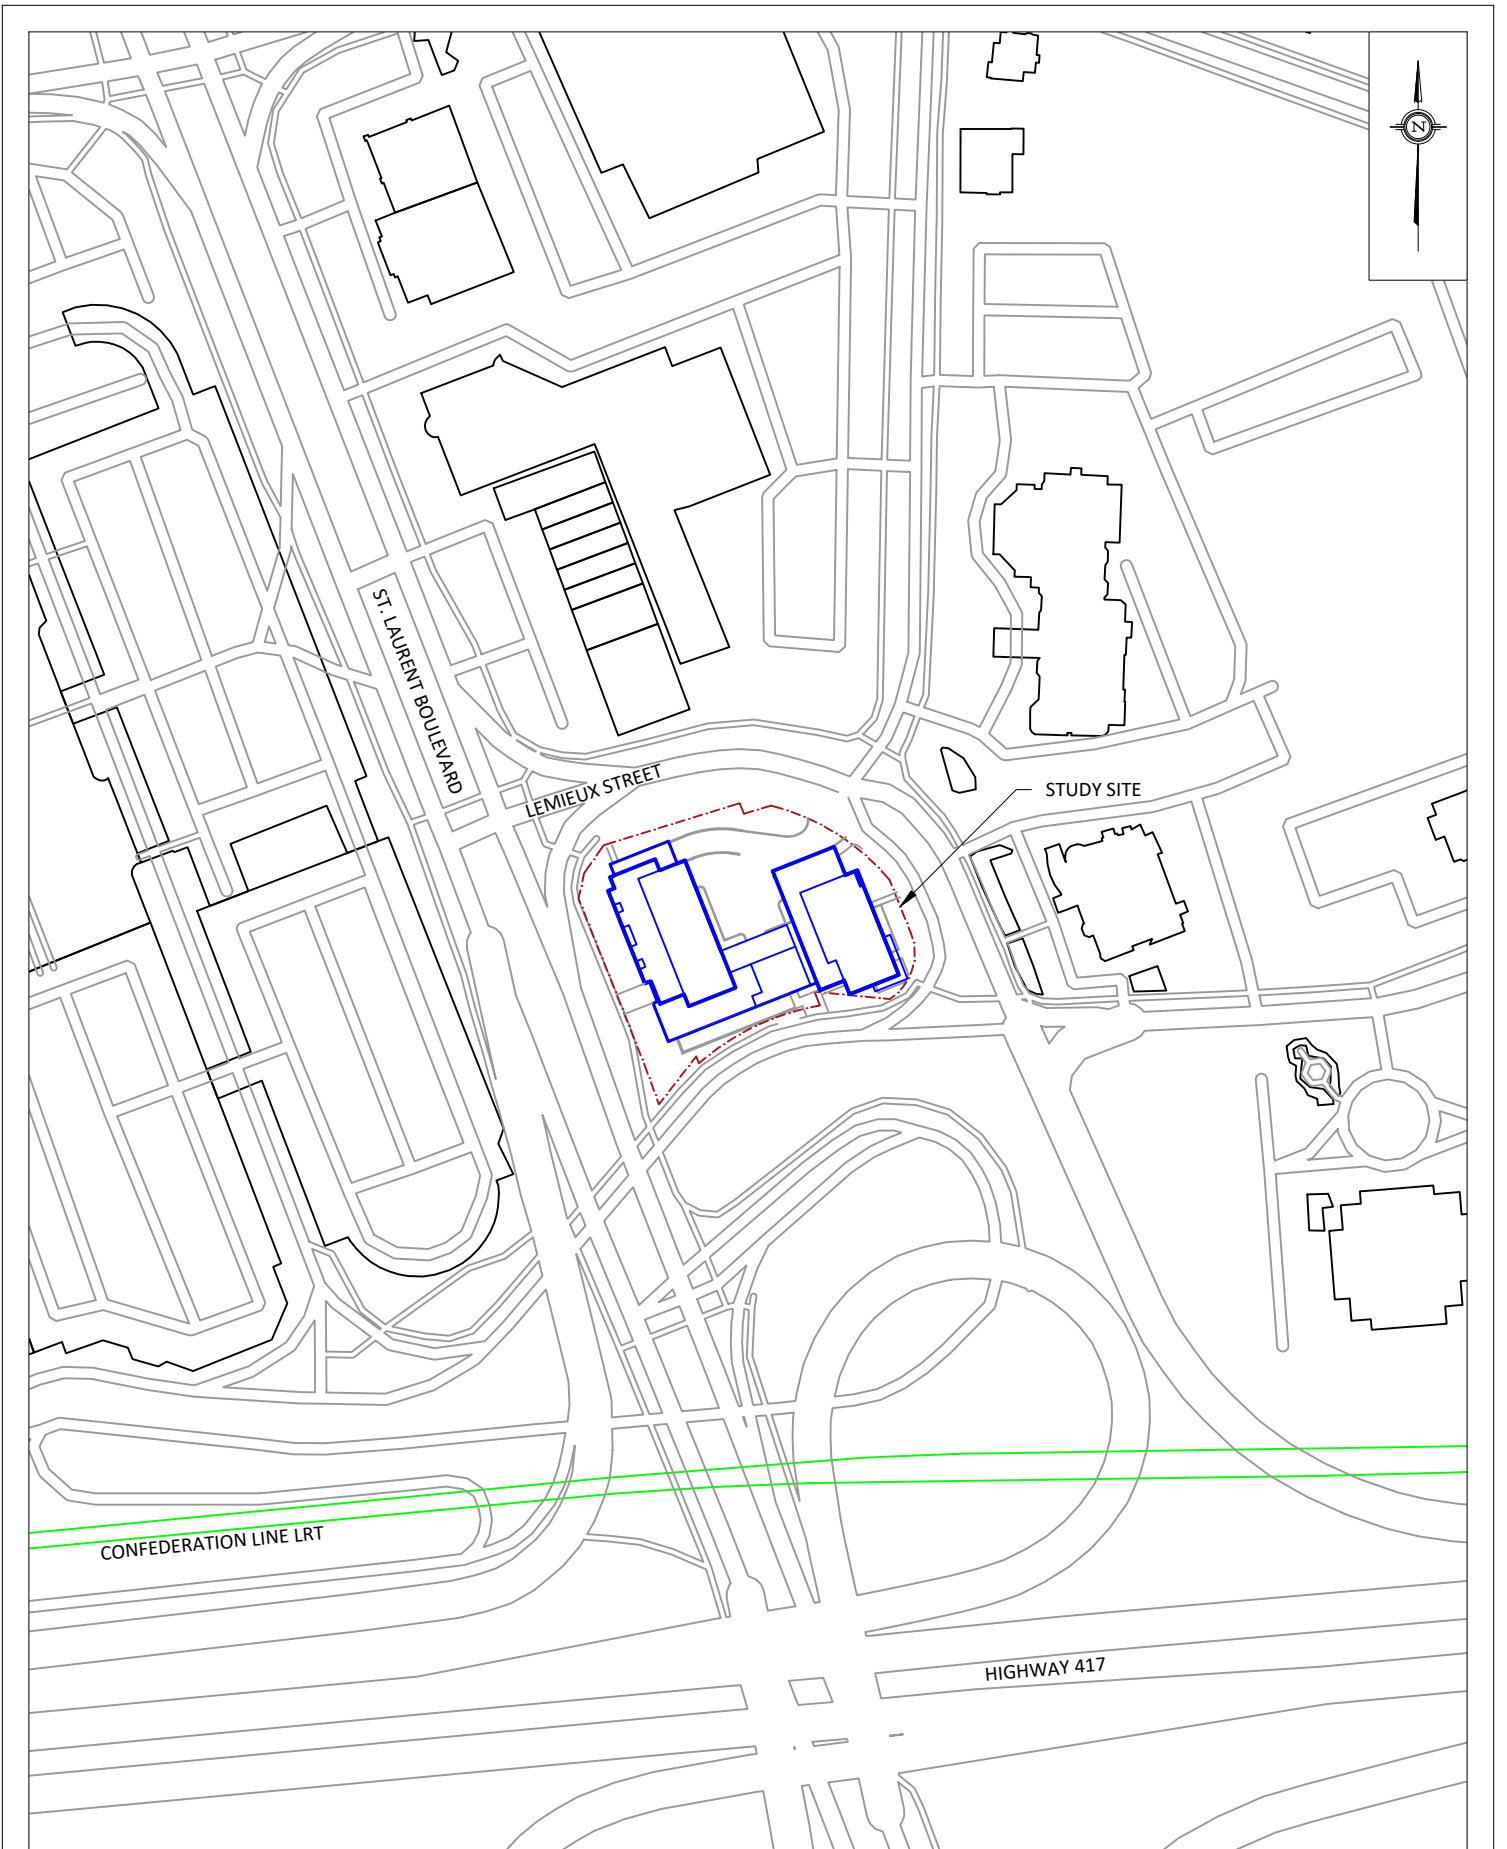 N
ST. LAURENT BOULEVARD
LEMIEUX STREET
STUDY SITE
CONFEDERATION LINE LRT
HIGHWAY 417